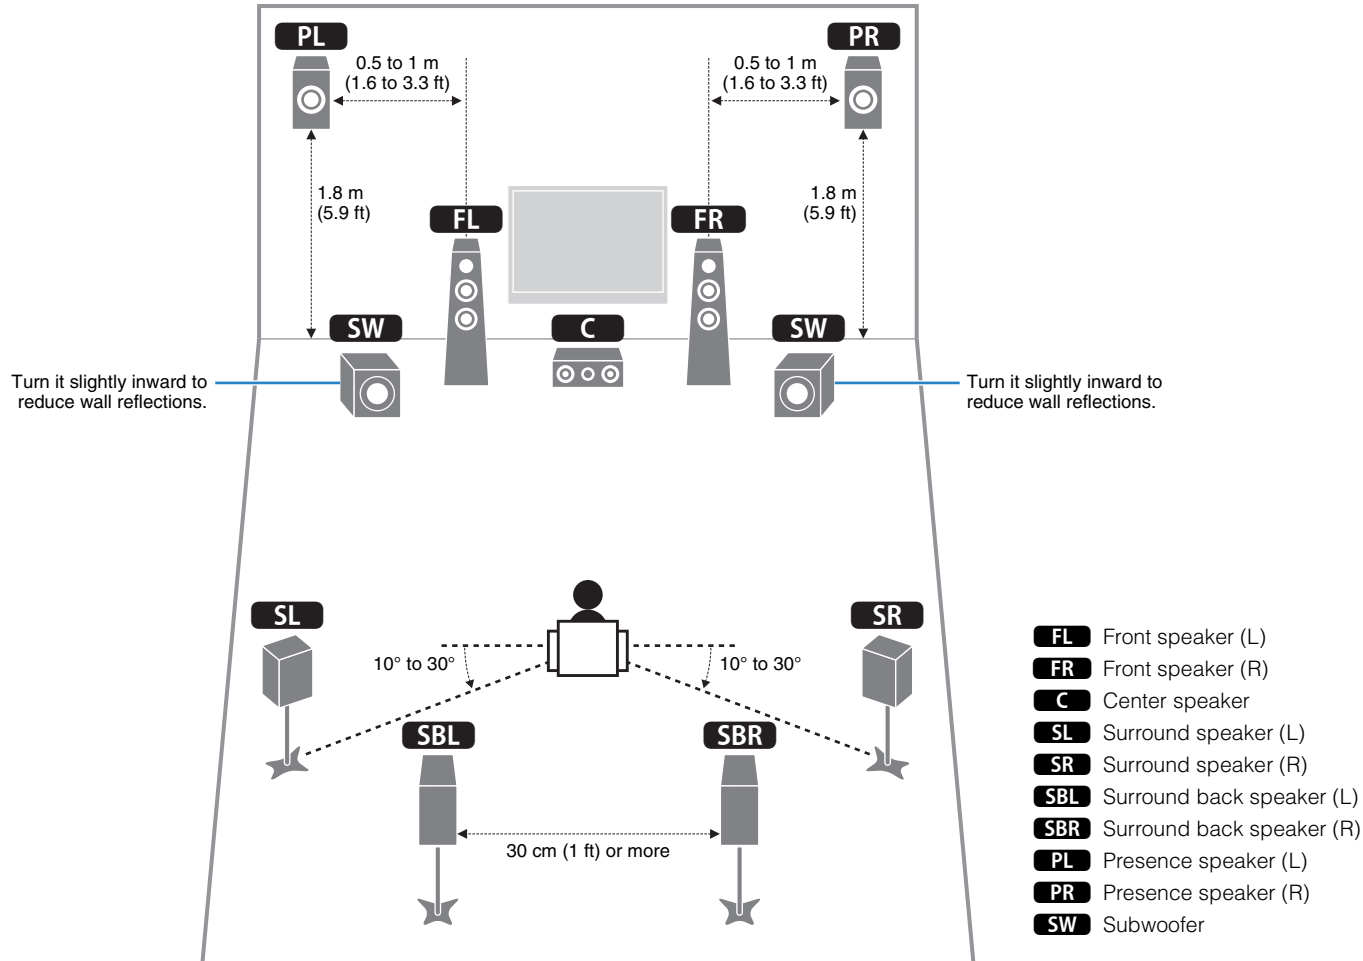 PL
PR
0.5 to 1 m
(1.6 to 3.3 ft)
0.5 to 1 m
(1.6 to 3.3 ft)
1.8 m
(5.9 ft)
1.8 m
(5.9 ft)
FL
FR
SW
C
SW
Turn it slightly inward to
reduce wall reflections.
Turn it slightly inward to
reduce wall reflections.
SL
SR
10° to 30°
10° to 30°
SBL
SBR
30 cm (1 ft) or more
FL Front speaker (L)
FR Front speaker (R)
C Center speaker
SL Surround speaker (L)
SR Surround speaker (R)
SBL Surround back speaker (L)
SBR Surround back speaker (R)
PL Presence speaker (L)
PR Presence speaker (R)
SW Subwoofer